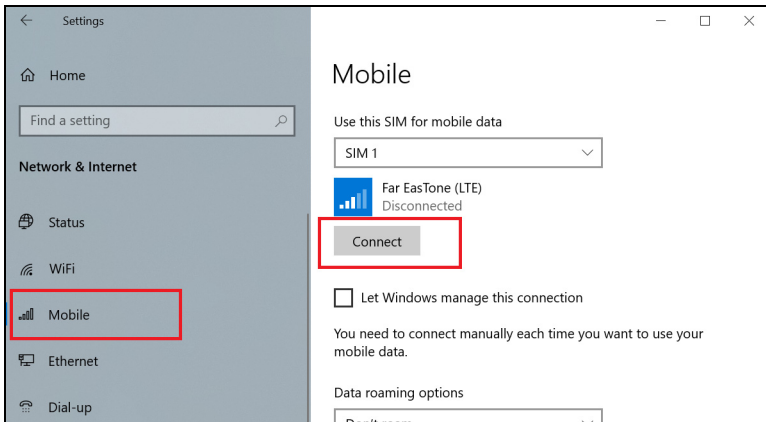 Settings
Home
Find a setting
Network & Internet
Status
WiFi
Mobile
Ethernet
Dial-up
Mobile
Use this SIM for mobile data
SIM 1
Far EasTone (LTE)
Disconnected
Connect
Let Windows manage this connection
You need to connect manually each time you want to use your
mobile data.
Data roaming options
Don't roam